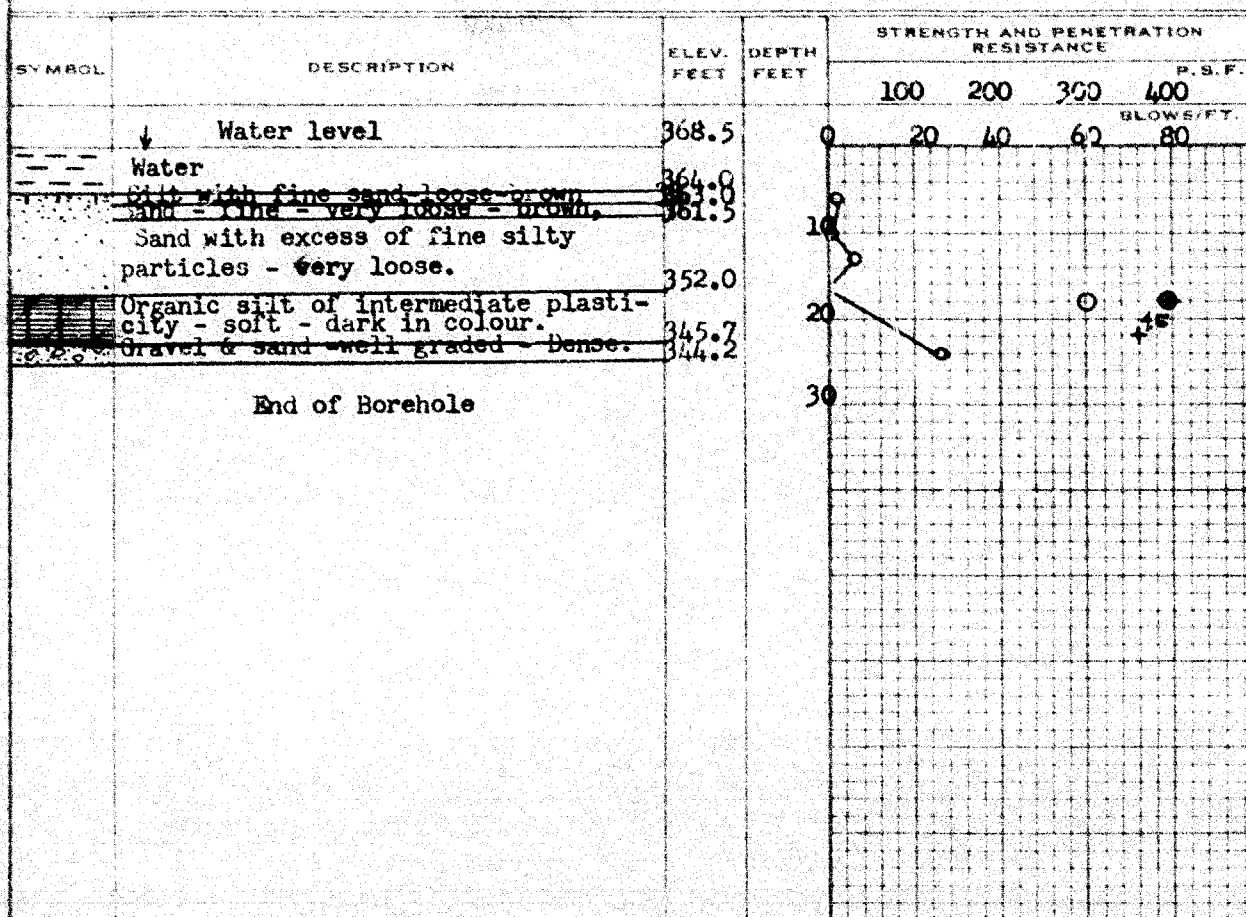 STRENGTH AND PENETRATION
RESISTANCE
SYMBOL DESCRIPTION ELEV. FEET DEPTH FEET
P.S.F.
100 200 300 400
BLOWS/FT.
0 20 40 60 80
Water level 368.5
Water 364.0
Silt with fine sand-loose-brown 363.0
Sand - fine - very loose - brown, 361.5
Sand with excess of fine silty
particles - very loose. 352.0
10
Organic silt of intermediate plasti-
city - soft - dark in colour. 345.7
20
Gravel & sand -well graded - Dense. 344.2
End of Borehole
30